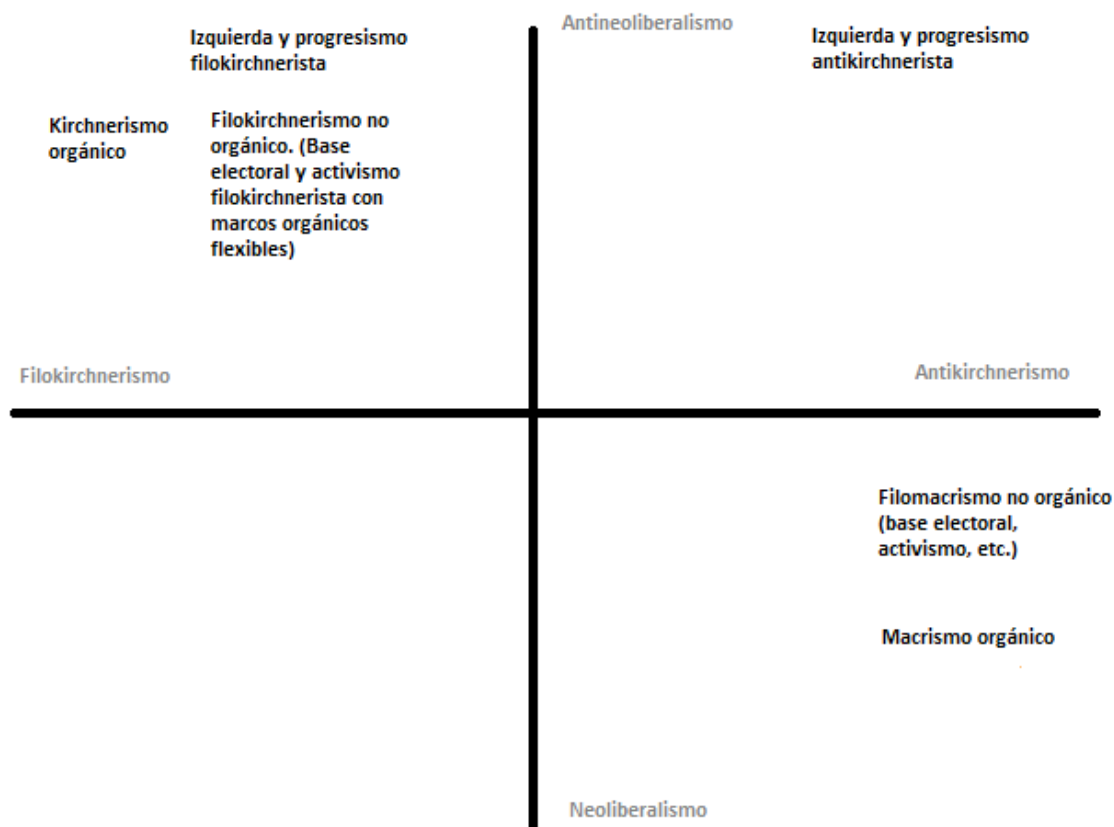 Antineoliberalismo
Izquierda y progresismo
filokirchnerista
Izquierda y progresismo
antikirchnerista
Kirchnerismo
orgánico
Filokirchnerismo no
orgánico. (Base
electoral y activismo
filokirchnerista con
marcos orgánicos
flexibles)
Filokirchnerismo
Antikirchnerismo
Filomacrismo no orgánico
(base electoral,
activismo, etc.)
Macrismo orgánico
Neoliberalismo